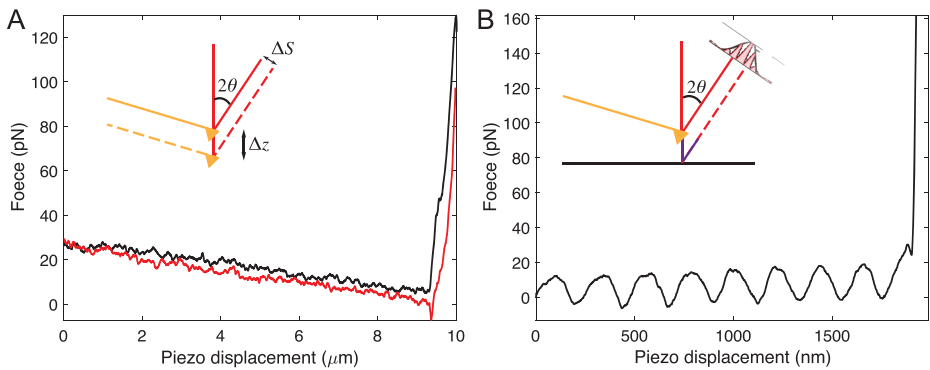 A
Foece (pN)
120
100
80
60
40
20
0
0
2
4
6
8
10
Piezo displacement (μm)
2θ
ΔS
Δz
B
Foece (pN)
160
140
120
100
80
60
40
20
0
0
500
1000
1500
Piezo displacement (nm)
2θ